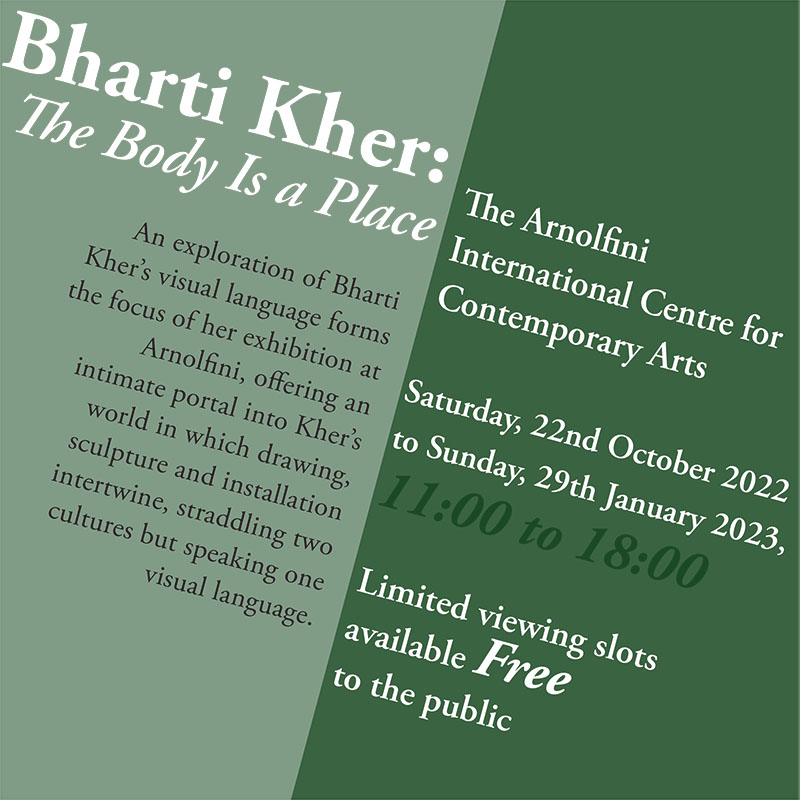 Bharti Kher:
The Body Is a Place
An exploration of Bharti
Kher’s visual language forms
the focus of her exhibition at
Arnolfini, offering an
intimate portal into Kher’s
world in which drawing,
sculpture and installation
intertwine, straddling two
cultures but speaking one
visual language.
The Arnolfini
International Centre for
Contemporary Arts
Saturday, 22nd October 2022
to Sunday, 29th January 2023,
11:00 to 18:00
Limited viewing slots
available Free
to the public